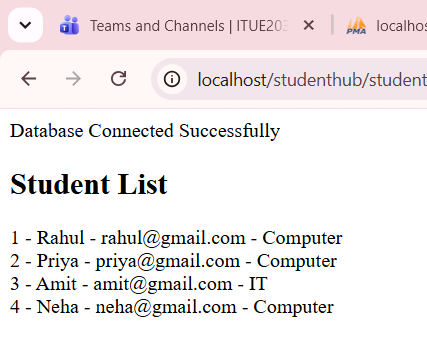 Teams and Channels | ITUE203
PMA
localhos
localhost/studenthub/student
Database Connected Successfully
Student List
1 - Rahul - rahul@gmail.com - Computer
2 - Priya - priya@gmail.com - Computer
3 - Amit - amit@gmail.com - IT
4 - Neha - neha@gmail.com - Computer